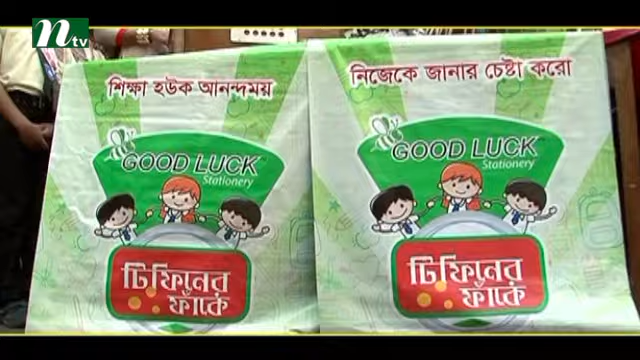 ntv
শিক্ষা হউক আনন্দময়
GOOD LUCK
Stationery
টিফিনের
ফাঁকে
নিজেকে জানার চেষ্টা করো
GOOD LUCK
Stationery
টিফিনের
ফাঁকে